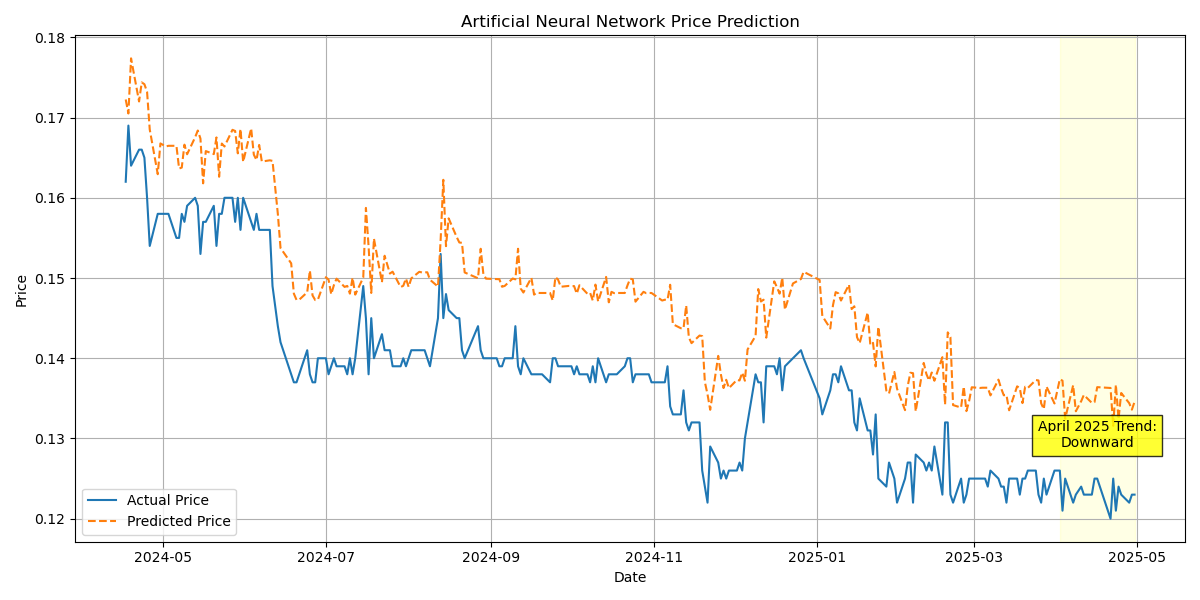 Artificial Neural Network Price Prediction
0.18
0.17
0.16
0.15
0.14
0.13
0.12
Price
April 2025 Trend:
Downward
Actual Price
Predicted Price
2024-05 2024-07 2024-09 2024-11 2025-01 2025-03 2025-05
Date